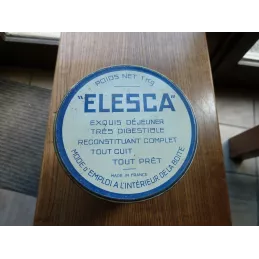 POIDS NET 1 Kg
"ELESCA"
EXQUIS DÉJEUNER
TRÈS DIGESTIBLE
RECONSTITUANT COMPLET
TOUT CUIT
TOUT PRÊT
MADE IN FRANCE
MODE D'EMPLOI A L'INTÉRIEUR DE LA BOITE